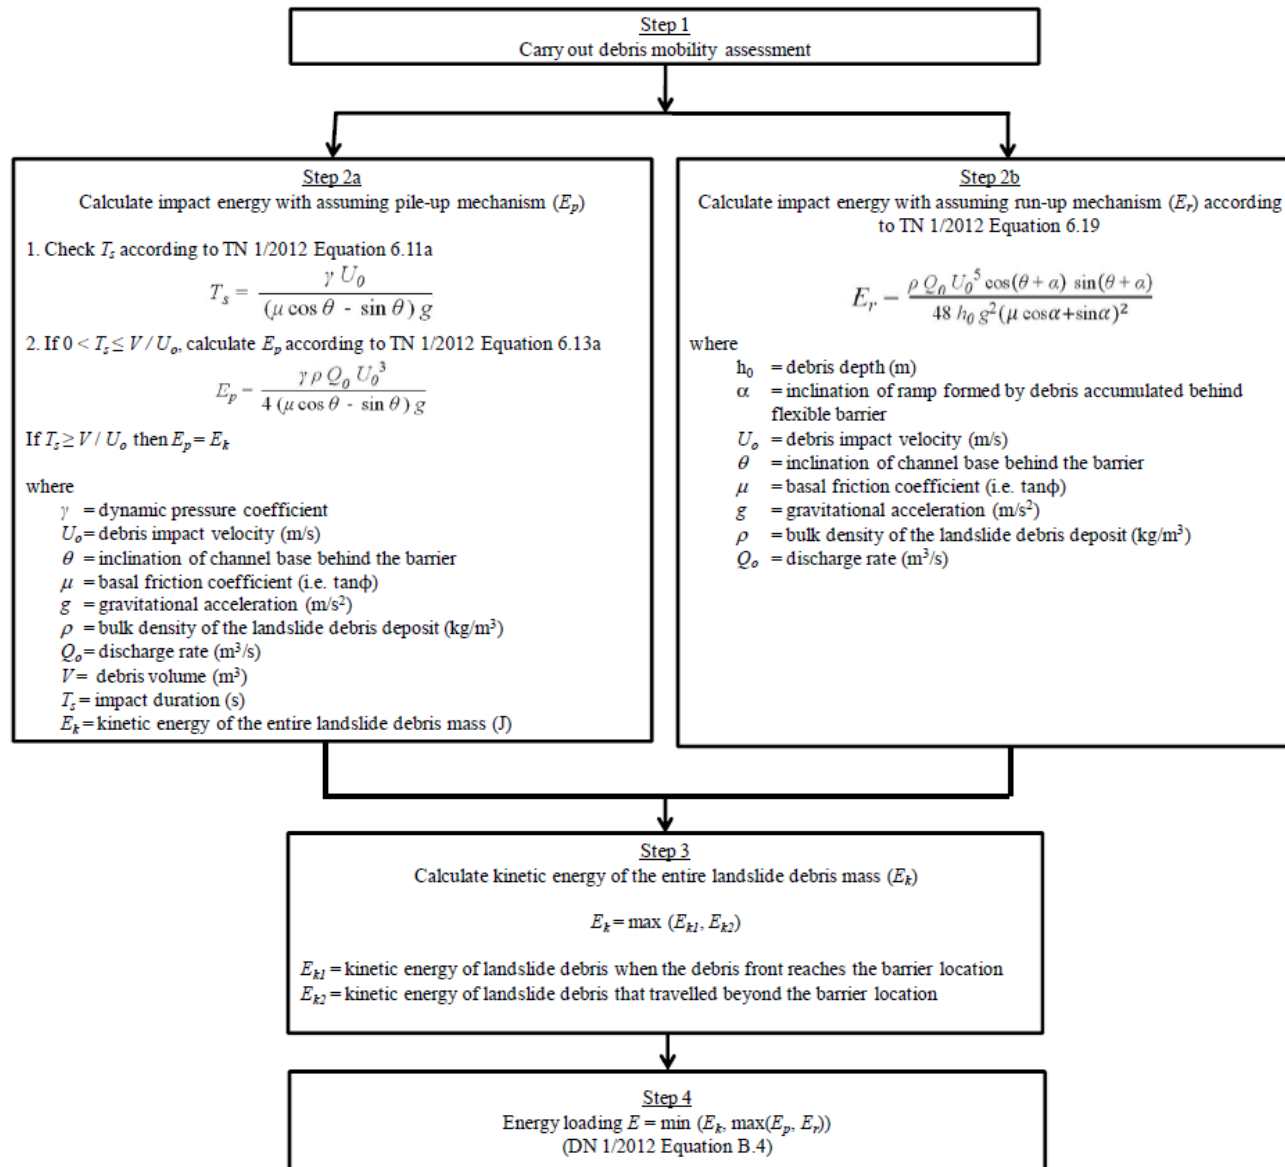 Step 1
Carry out debris mobility assessment
Step 2a
Calculate impact energy with assuming pile-up mechanism (Eₚ)
1. Check Tₛ according to TN 1/2012 Equation 6.11a
Tₛ = γ U₀ / (μ cos θ - sin θ) g
2. If 0 < Tₛ ≤ V / Uₒ, calculate Eₚ according to TN 1/2012 Equation 6.13a
Eₚ = γ ρ Q₀ U₀³ / 4 (μ cos θ - sin θ) g
If Tₛ ≥ V / Uₒ then Eₚ = Eₖ
where
γ = dynamic pressure coefficient
Uₒ = debris impact velocity (m/s)
θ = inclination of channel base behind the barrier
μ = basal friction coefficient (i.e. tanϕ)
g = gravitational acceleration (m/s²)
ρ = bulk density of the landslide debris deposit (kg/m³)
Qₒ = discharge rate (m³/s)
V = debris volume (m³)
Tₛ = impact duration (s)
Eₖ = kinetic energy of the entire landslide debris mass (J)
Step 2b
Calculate impact energy with assuming run-up mechanism (Eᵣ) according
to TN 1/2012 Equation 6.19
Eᵣ = ρ Q₀ U₀⁵ cos(θ + α) sin(θ + α) / 48 h₀ g² (μ cosα+sinα)²
where
h₀ = debris depth (m)
α = inclination of ramp formed by debris accumulated behind
flexible barrier
Uₒ = debris impact velocity (m/s)
θ = inclination of channel base behind the barrier
μ = basal friction coefficient (i.e. tanϕ)
g = gravitational acceleration (m/s²)
ρ = bulk density of the landslide debris deposit (kg/m³)
Qₒ = discharge rate (m³/s)
Step 3
Calculate kinetic energy of the entire landslide debris mass (Eₖ)
Eₖ = max (Eₖ₁, Eₖ₂)
Eₖ₁ = kinetic energy of landslide debris when the debris front reaches the barrier location
Eₖ₂ = kinetic energy of landslide debris that travelled beyond the barrier location
Step 4
Energy loading E = min (Eₖ, max(Eₚ, Eᵣ))
(DN 1/2012 Equation B.4)